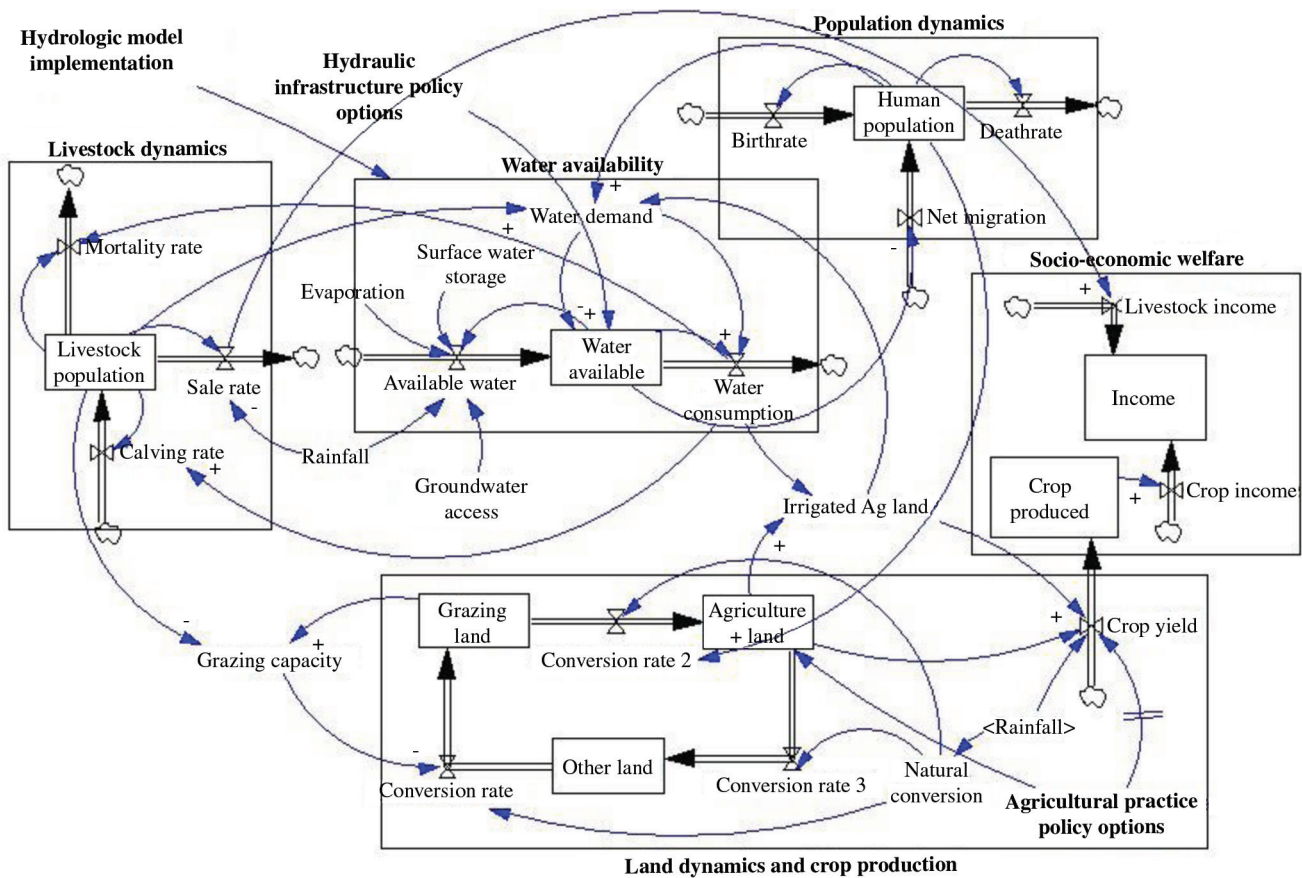 Population dynamics
Hydrologic model
implementation
Hydraulic
infrastructure policy
options
Human
population
Birthrate
Deathrate
Net migration
-
Livestock dynamics
Mortality rate
Livestock
population
Sale rate
-
Calving rate
+
Water availability
+
Water demand
+
Surface water
storage
Evaporation
-
+
+
Available water
Water
available
Water
consumption
Rainfall
Groundwater
access
Socio-economic welfare
+
Livestock income
Income
Crop
produced
+
Crop income
Irrigated Ag land
+
-
+
Grazing capacity
Grazing
land
Agriculture
+ land
Conversion rate 2
+
Crop yield
<Rainfall>
-
Conversion rate
Other land
Conversion rate 3
Natural
conversion
Agricultural practice
policy options
Land dynamics and crop production